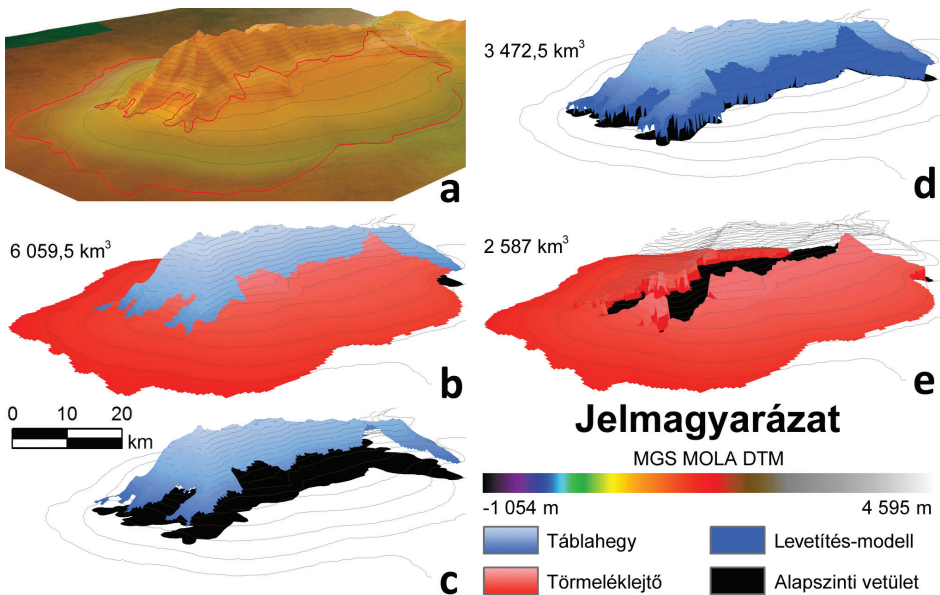 a
3 472,5 km³
d
6 059,5 km³
b
2 587 km³
e
0 10 20
km
c
Jelmagyarázat
MGS MOLA DTM
-1 054 m 4 595 m
Táblahegy Levetítés-modell
Törmeléklejtő Alapszinti vetület